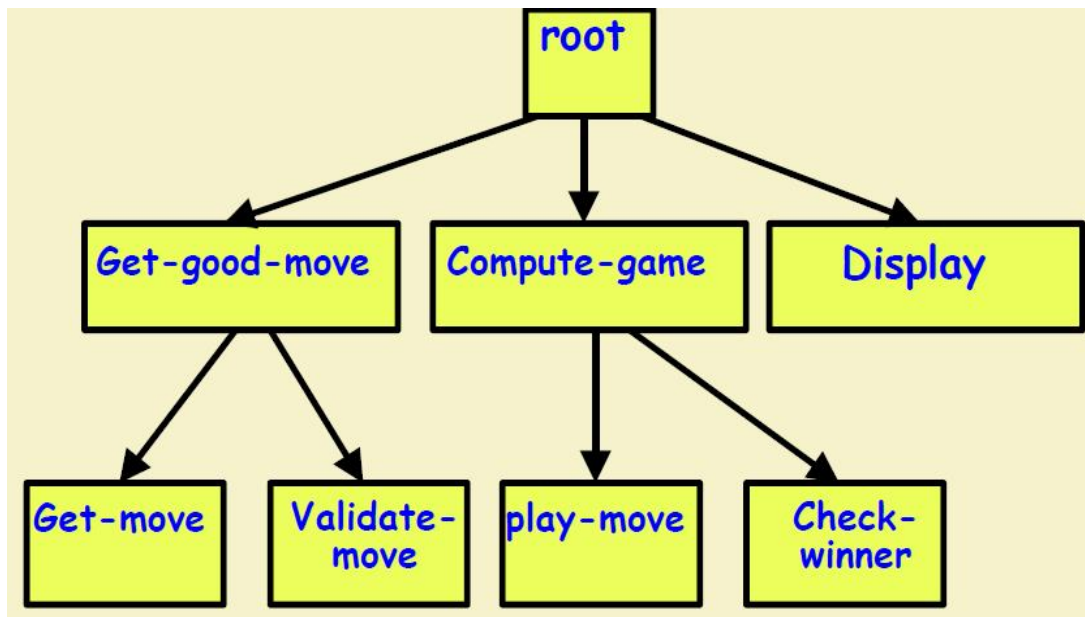 root
Get-good-move
Compute-game
Display
Get-move
Validate-
move
play-move
Check-
winner